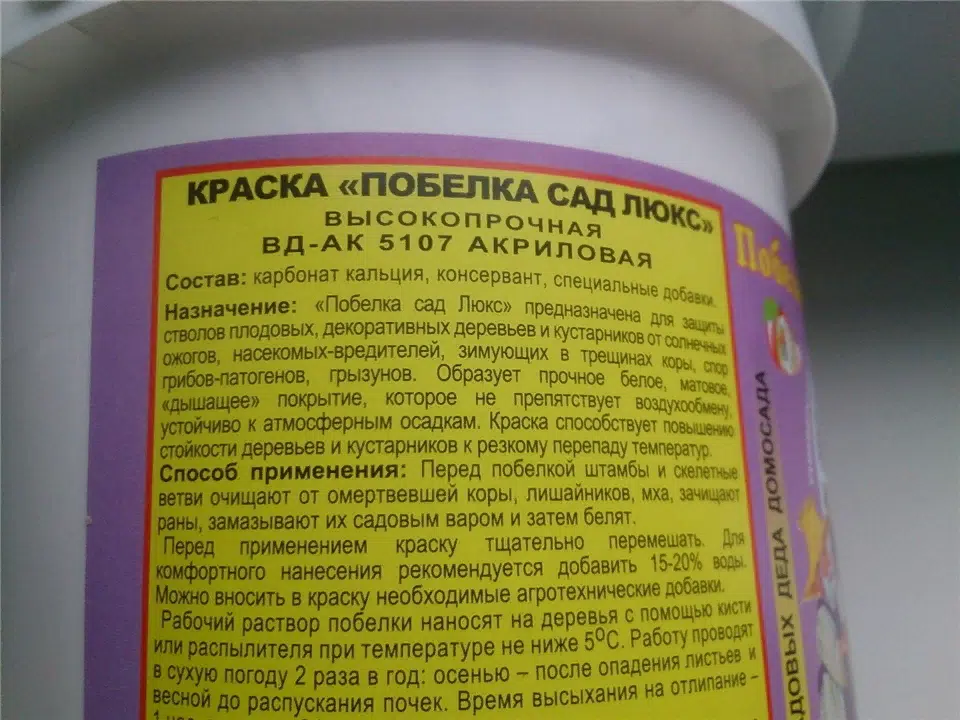 КРАСКА «ПОБЕЛКА САД ЛЮКС»
ВЫСОКОПРОЧНАЯ
ВД-АК 5107 АКРИЛОВАЯ
Состав: карбонат кальция, консервант, специальные добавки.
Назначение: «Побелка сад Люкс» предназначена для защиты
стволов плодовых, декоративных деревьев и кустарников от солнечных
ожогов, насекомых-вредителей, зимующих в трещинах коры, спор
грибов-патогенов, грызунов. Образует прочное белое, матовое,
«дышащее» покрытие, которое не препятствует воздухообмену,
устойчиво к атмосферным осадкам. Краска способствует повышению
стойкости деревьев и кустарников к резкому перепаду температур.
Способ применения: Перед побелкой штамбы и скелетные
ветви очищают от омертвевшей коры, лишайников, мха, зачищают
раны, замазывают их садовым варом и затем белят.
Перед применением краску тщательно перемешать. Для
комфортного нанесения рекомендуется добавить 15-20% воды.
Можно вносить в краску необходимые агротехнические добавки.
Рабочий раствор побелки наносят на деревья с помощью кисти
или распылителя при температуре не ниже 5°С. Работу проводят
в сухую погоду 2 раза в год: осенью – после опадения листьев и
весной до распускания почек. Время высыхания на отлипание –
ДЕДА ДОМОСАДА